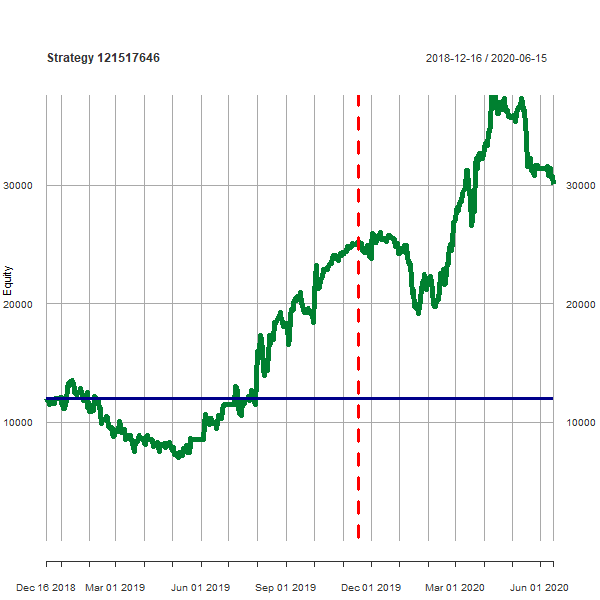 Strategy 121517646
2018-12-16 / 2020-06-15
Equity
30000
30000
20000
20000
10000
10000
Dec 16 2018
Mar 01 2019
Jun 01 2019
Sep 01 2019
Dec 01 2019
Mar 01 2020
Jun 01 2020